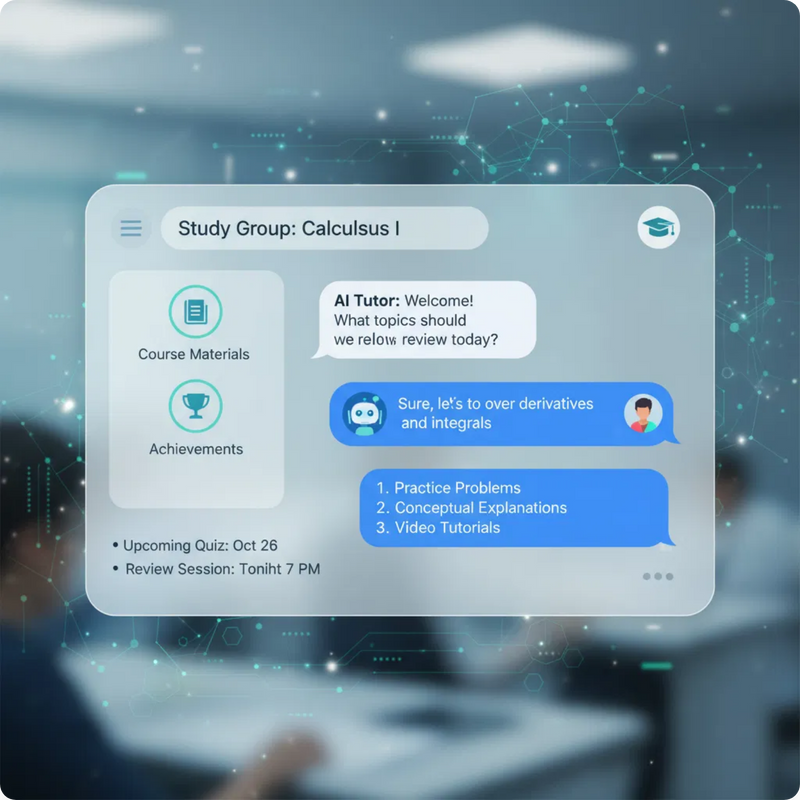 Study Group: Calculsus I
Course Materials
Achievements
• Upcoming Quiz: Oct 26
• Review Session: Toniht 7 PM
AI Tutor: Welcome!
What topics should
we relow review today?
Sure, let's to over derivatives
and integrals
1. Practice Problems
2. Conceptual Explanations
3. Video Tutorials